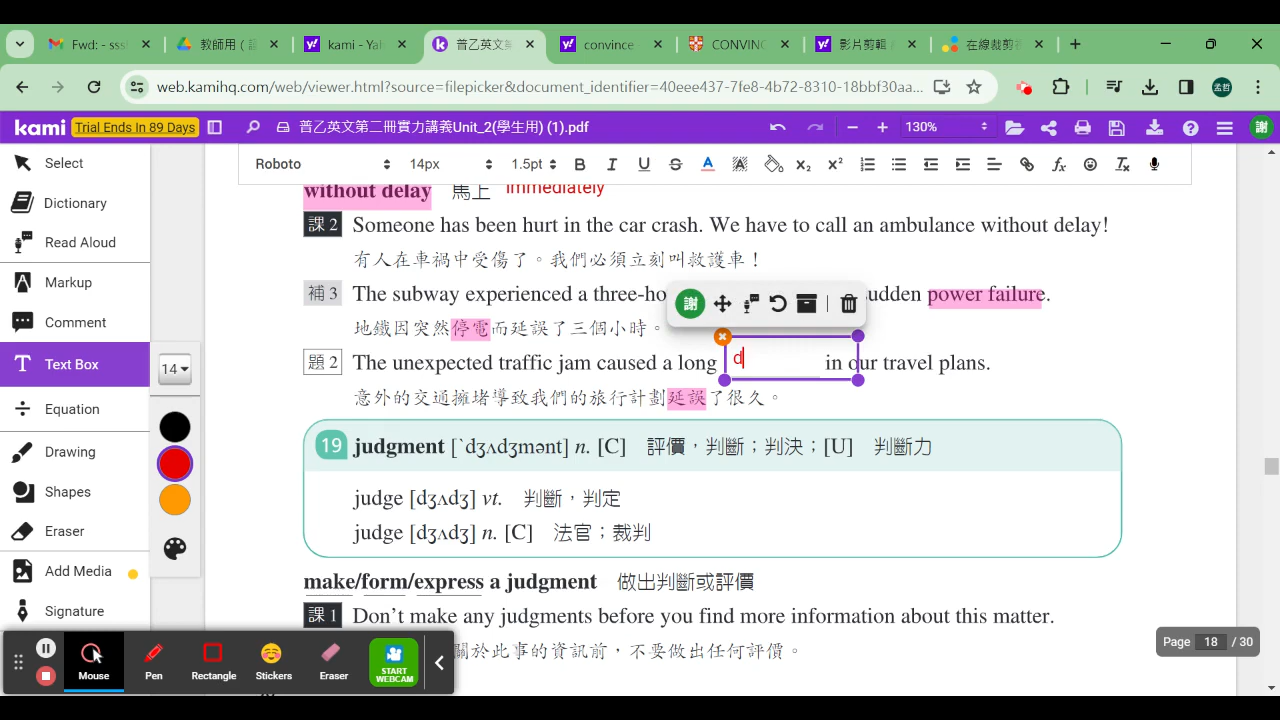 Fwd: - sss
教師用（
kami - Ya
普乙英文
convince
CONVIN
影片剪輯
在線裁剪
web.kamihq.com/web/viewer.html?source=filepicker&document_identifier=40eee437-7fe8-4b72-8310-18bbf30aa...
孟哲
kami Trial Ends In 89 Days 普乙英文第二冊實力講義Unit_2(學生用) (1).pdf 130% 謝
Select
Dictionary
Read Aloud
Markup
Comment
Text Box
Equation
Drawing
Shapes
Eraser
Add Media
Signature
14
Roboto 14px 1.5pt B I U S A
without delay 馬上 immediately
課 2 Someone has been hurt in the car crash. We have to call an ambulance without delay!
有人在車禍中受傷了。我們必須立刻叫救護車！
補 3 The subway experienced a three-ho udden power failure.
謝
地鐵因突然停電而延誤了三個小時。
題 2 The unexpected traffic jam caused a long d in our travel plans.
意外的交通擁堵導致我們的旅行計劃延誤了很久。
19 judgment [ˋdʒʌdʒmənt] n. [C] 評價，判斷；判決；[U] 判斷力
judge [dʒʌdʒ] vt. 判斷，判定
judge [dʒʌdʒ] n. [C] 法官；裁判
make/form/express a judgment 做出判斷或評價
課 1 Don’t make any judgments before you find more information about this matter.
關於此事的資訊前，不要做出任何評價。
Page 18 / 30
Mouse
Pen
Rectangle
Stickers
Eraser
START
WEBCAM